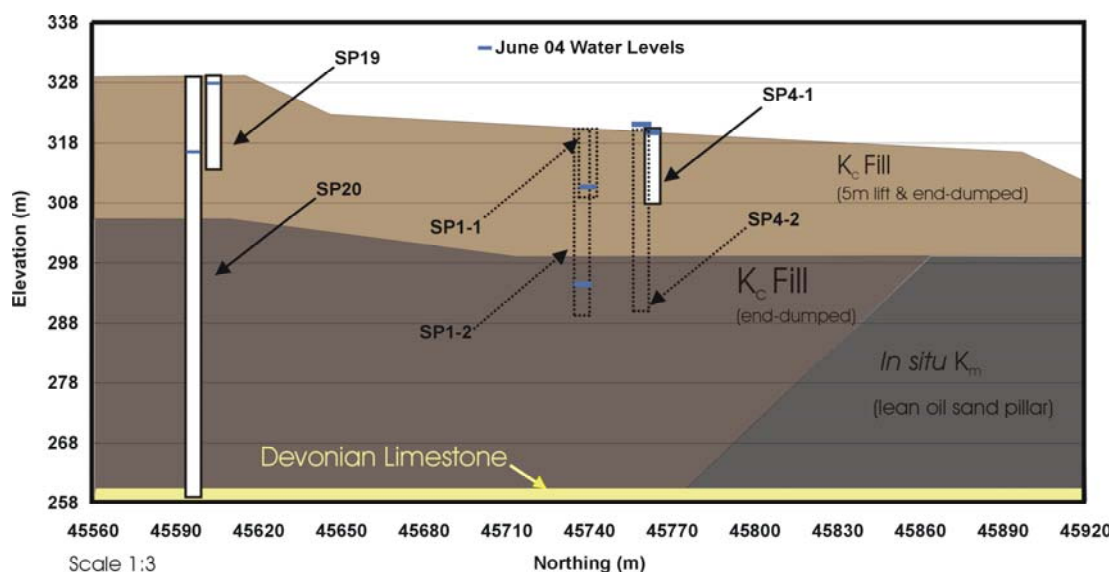 338
328
318
308
298
288
278
268
258
Elevation (m)
June 04 Water Levels
SP19
SP20
SP4-1
SP1-1
SP4-2
SP1-2
Kc Fill
(5m lift & end-dumped)
Kc Fill
(end-dumped)
In situ Km
(lean oil sand pillar)
Devonian Limestone
45560 45590 45620 45650 45680 45710 45740 45770 45800 45830 45860 45890 45920
Scale 1:3
Northing (m)